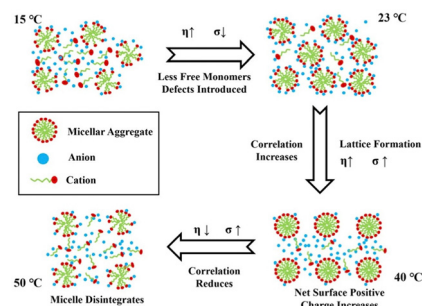 15 ℃
η↑ σ↓
23 ℃
Less Free Monomers
Defects Introduced
Micellar Aggregate
Anion
Cation
Correlation
Increases
Lattice Formation
η↑ σ ↑
η ↓ σ ↑
Correlation
Reduces
50 ℃
40 ℃
Micelle Disintegrates
Net Surface Positive
Charge Increases